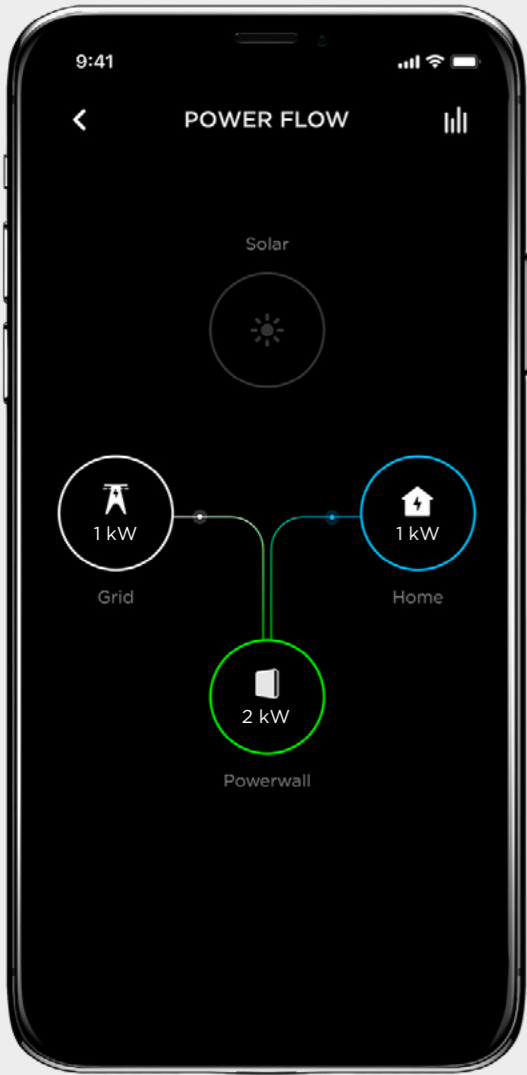 9:41
POWER FLOW
Solar
1 kW
1 kW
Grid
Home
2 kW
Powerwall